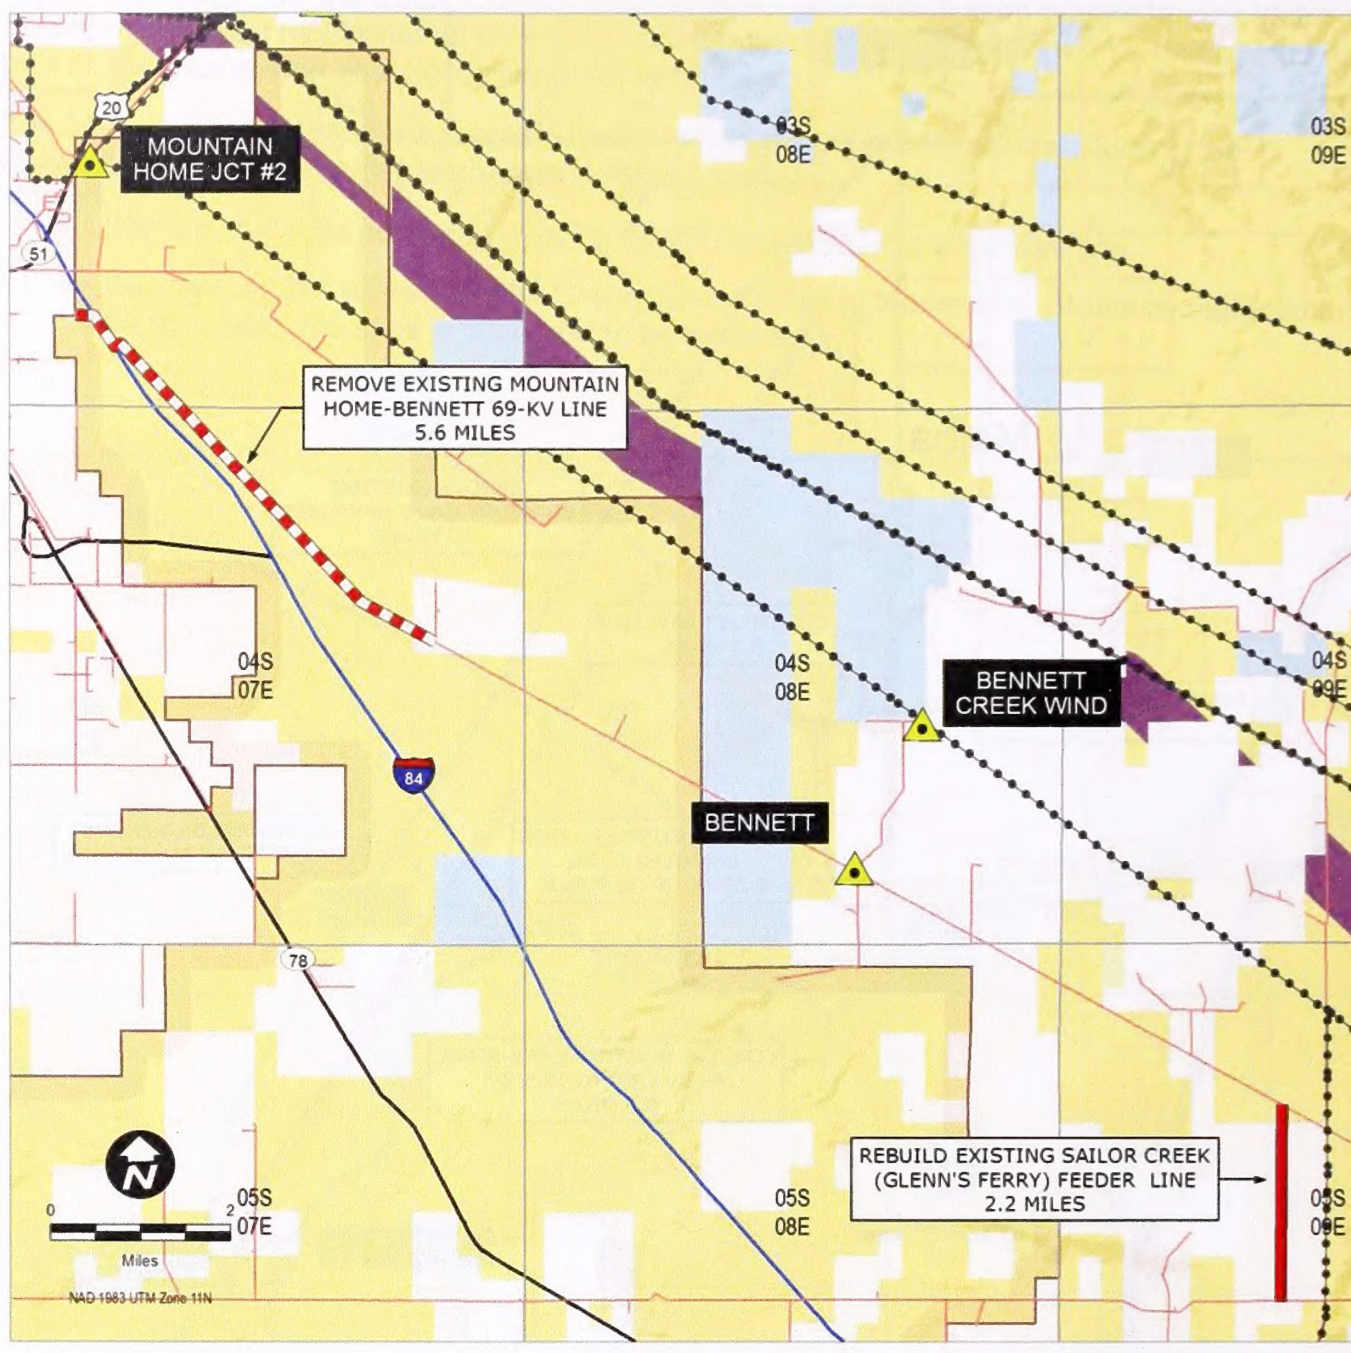 20
MOUNTAIN
HOME JCT #2
51
03S
08E
03S
09E
REMOVE EXISTING MOUNTAIN
HOME-BENNETT 69-KV LINE
5.6 MILES
04S
07E
04S
08E
04S
09E
BENNETT
CREEK WIND
84
BENNETT
78
REBUILD EXISTING SAILOR CREEK
(GLENN'S FERRY) FEEDER LINE
2.2 MILES
N
0 2
Miles
NAD 1983 UTM Zone 11N
05S
07E
05S
08E
05S
09E